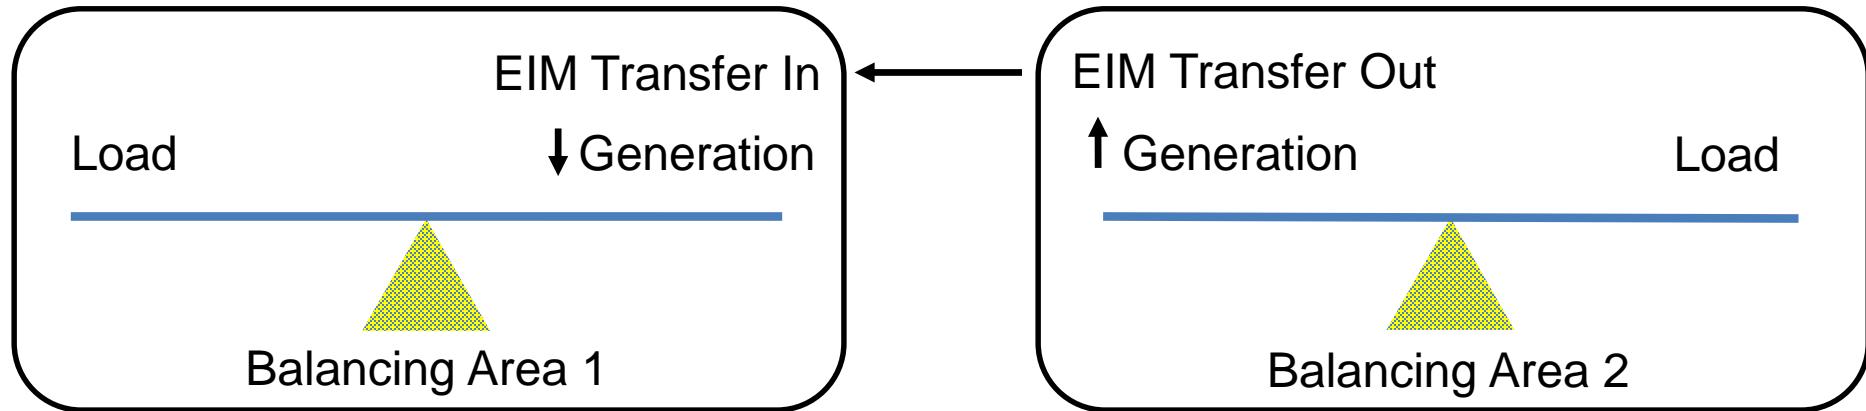 EIM Transfer In
Load
Generation
Balancing Area 1
EIM Transfer Out
Generation
Load
Balancing Area 2